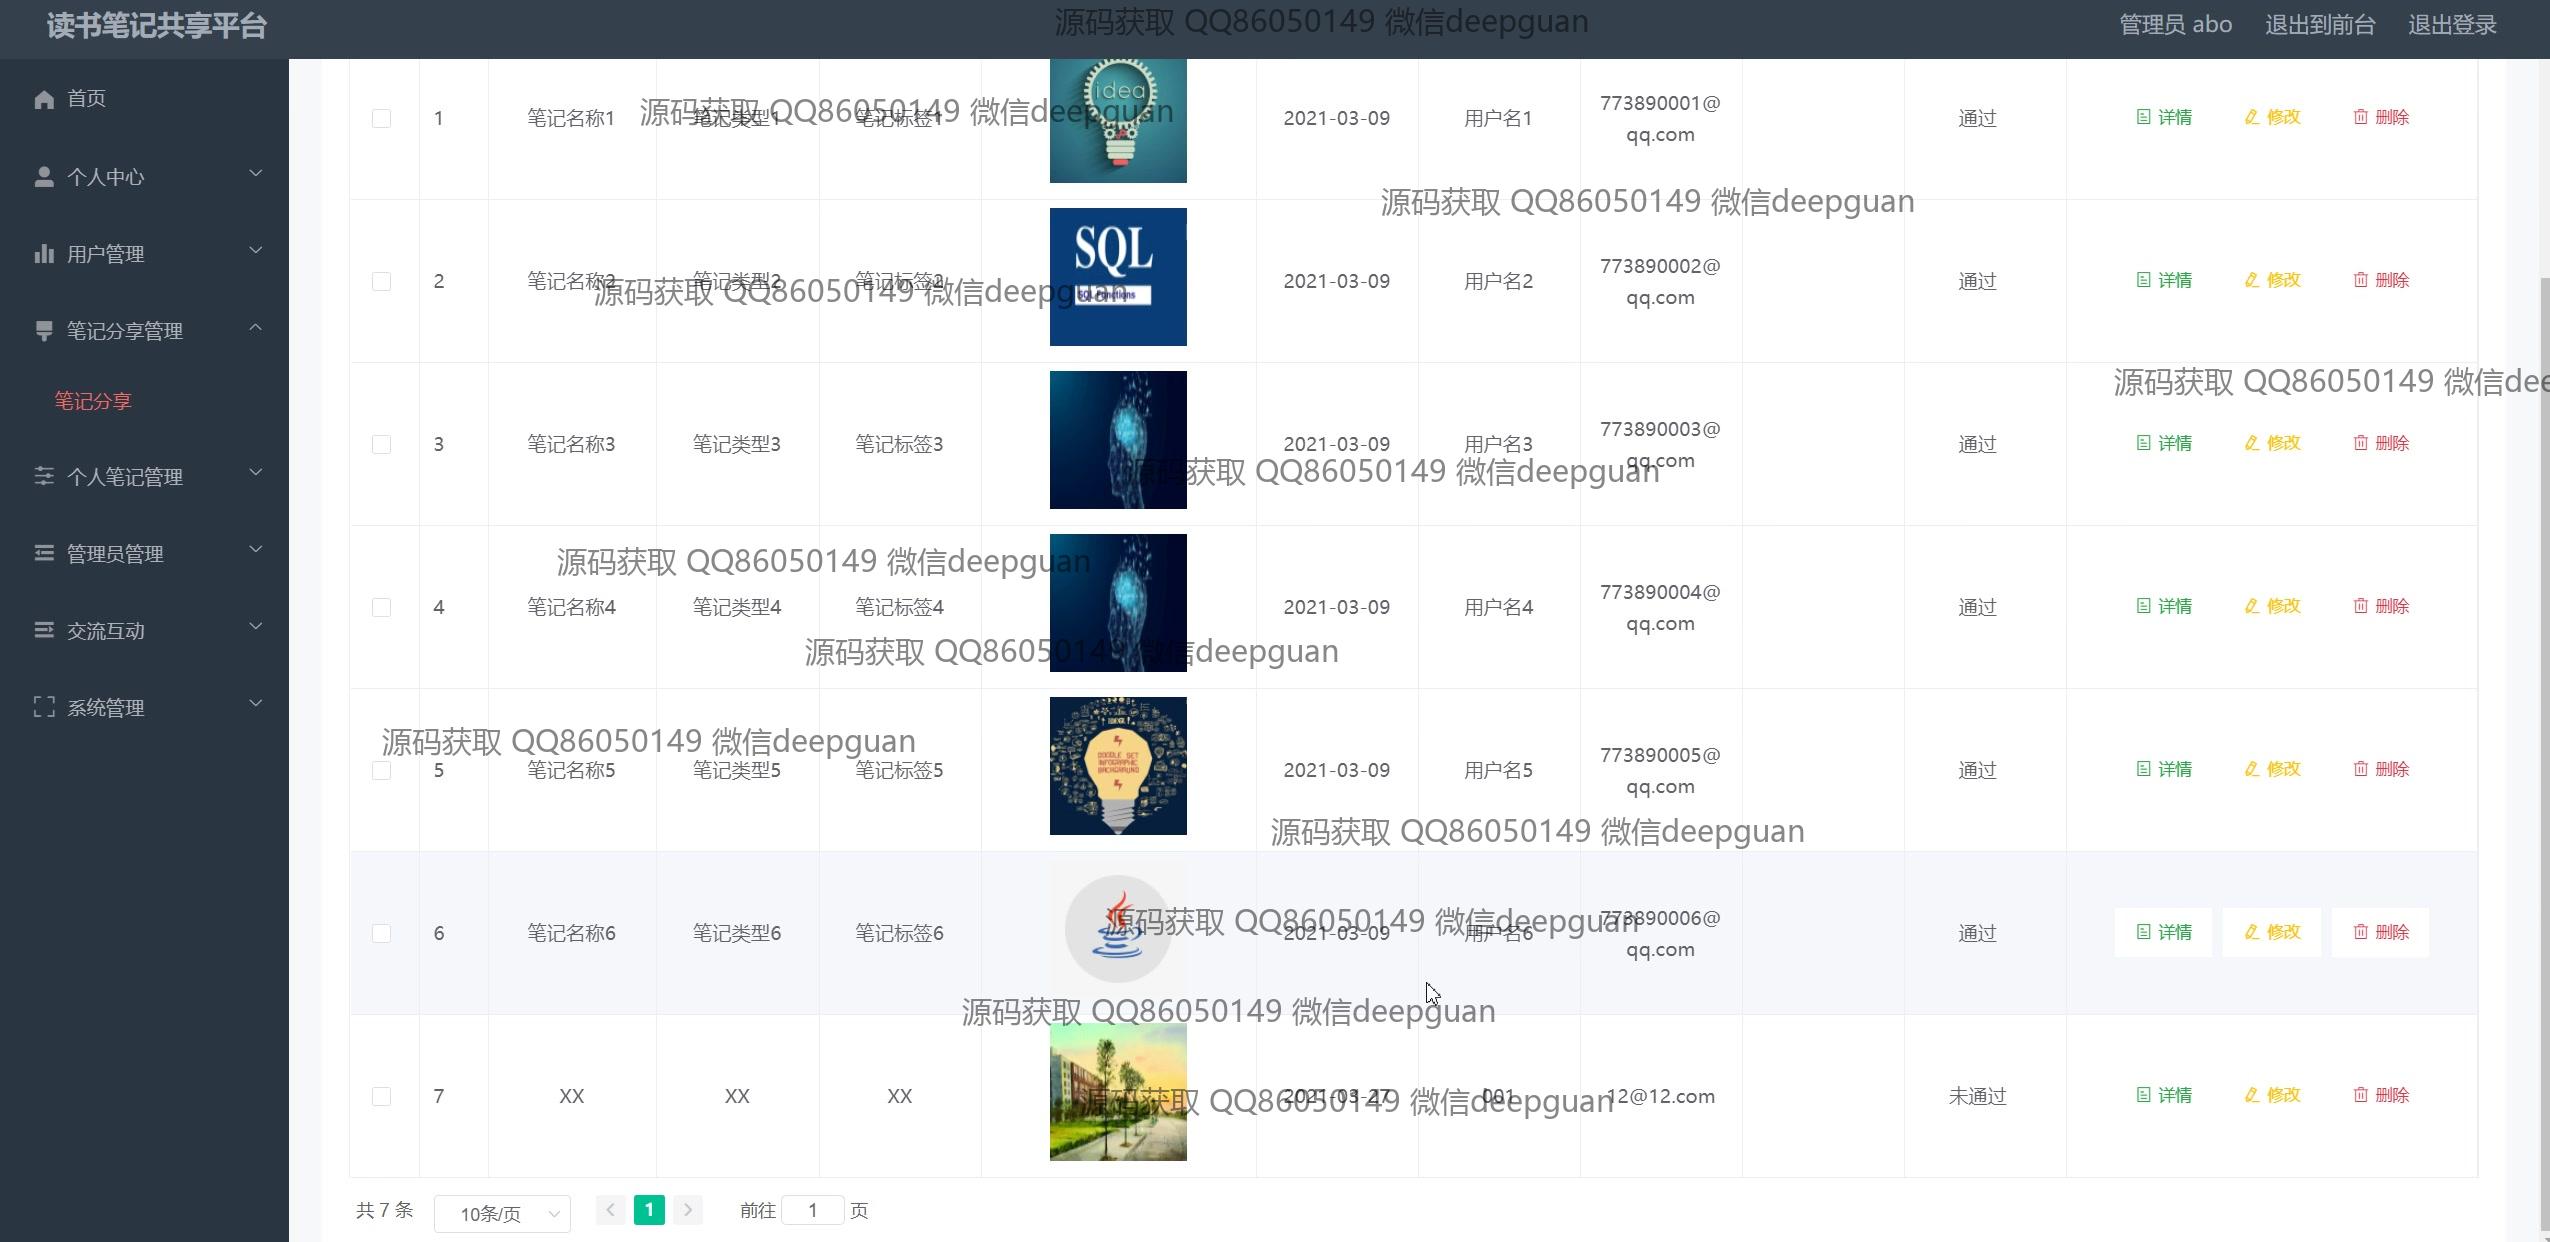 读书笔记共享平台
源码获取 QQ86050149 微信deepguan
管理员 abo 退出到前台 退出登录
首页
个人中心
用户管理
笔记分享管理
笔记分享
个人笔记管理
管理员管理
交流互动
系统管理
idea
1 笔记名称1 笔记类型1 笔记标签1 2021-03-09 用户名1 773890001@
qq.com
通过 详情 修改 删除
源码获取 QQ86050149 微信deepguan
源码获取 QQ86050149 微信deepguan
SQL
SQL Functions
2 笔记名称2 笔记类型2 笔记标签2 2021-03-09 用户名2 773890002@
qq.com
通过 详情 修改 删除
源码获取 QQ86050149 微信deepguan
源码获取 QQ86050149 微信dee
3 笔记名称3 笔记类型3 笔记标签3 2021-03-09 用户名3 773890003@
qq.com
通过 详情 修改 删除
源码获取 QQ86050149 微信deepguan
源码获取 QQ86050149 微信deepguan
4 笔记名称4 笔记类型4 笔记标签4 2021-03-09 用户名4 773890004@
qq.com
通过 详情 修改 删除
源码获取 QQ86050149 微信deepguan
源码获取 QQ86050149 微信deepguan
DOODLE SET
INFOGRAPHIC
BACKGRAUND
5 笔记名称5 笔记类型5 笔记标签5 2021-03-09 用户名5 773890005@
qq.com
通过 详情 修改 删除
源码获取 QQ86050149 微信deepguan
源码获取 QQ86050149 微信deepguan
6 笔记名称6 笔记类型6 笔记标签6 2021-03-09 用户名6 773890006@
qq.com
通过 详情 修改 删除
源码获取 QQ86050149 微信deepguan
7 XX XX XX 2021-03-27 001 12@12.com 未通过 详情 修改 删除
源码获取 QQ86050149 微信deepguan
共 7 条 10条/页 1 前往 1 页